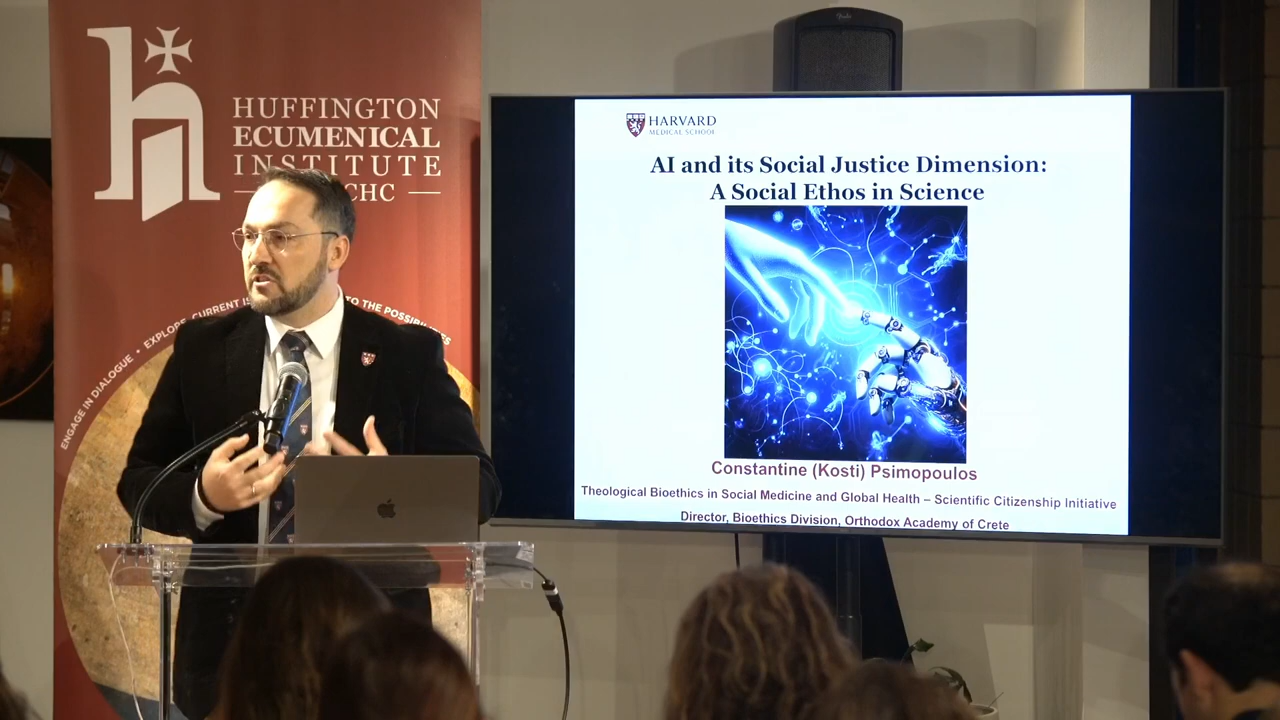 HUFFINGTON
ECUMENICAL
INSTITUTE
CHC
ENGAGE IN DIALOGUE • EXPLORE CURRENT TO THE POSSIBILITIES
HARVARD
MEDICAL SCHOOL
AI and its Social Justice Dimension:
A Social Ethos in Science
Constantine (Kosti) Psimopoulos
Theological Bioethics in Social Medicine and Global Health – Scientific Citizenship Initiative
Director, Bioethics Division, Orthodox Academy of Crete